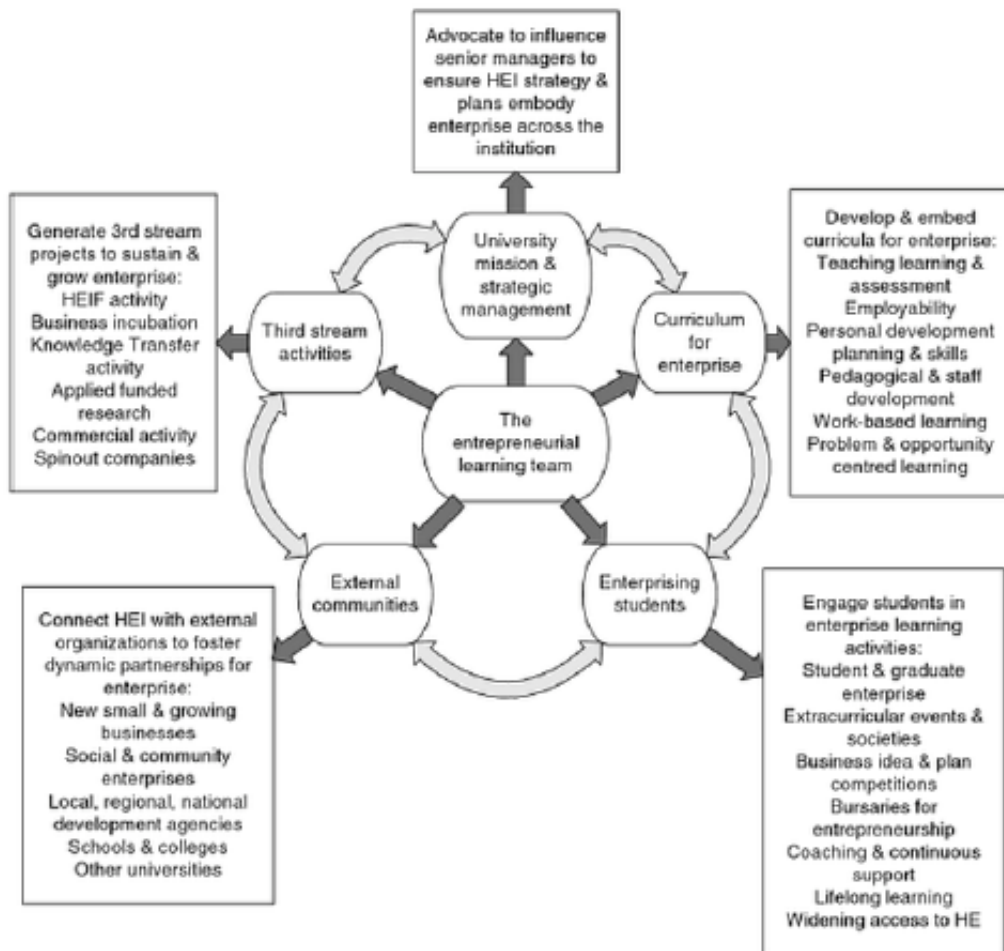 Advocate to influence
senior managers to
ensure HEI strategy &
plans embody
enterprise across the
institution
Generate 3rd stream
projects to sustain &
grow enterprise:
HEIF activity
Business incubation
Knowledge Transfer
activity
Applied funded
research
Commercial activity
Spinout companies
Third stream
activities
University
mission &
strategic
management
Curriculum
for
enterprise
Develop & embed
curricula for enterprise:
Teaching learning &
assessment
Employability
Personal development
planning & skills
Pedagogical & staff
development
Work-based learning
Problem & opportunity
centred learning
The
entrepreneurial
learning team
External
communities
Enterprising
students
Connect HEI with external
organizations to foster
dynamic partnerships for
enterprise:
New small & growing
businesses
Social & community
enterprises
Local, regional, national
development agencies
Schools & colleges
Other universities
Engage students in
enterprise learning
activities:
Student & graduate
enterprise
Extracurricular events &
societies
Business idea & plan
competitions
Bursaries for
entrepreneurship
Coaching & continuous
support
Lifelong learning
Widening access to HE